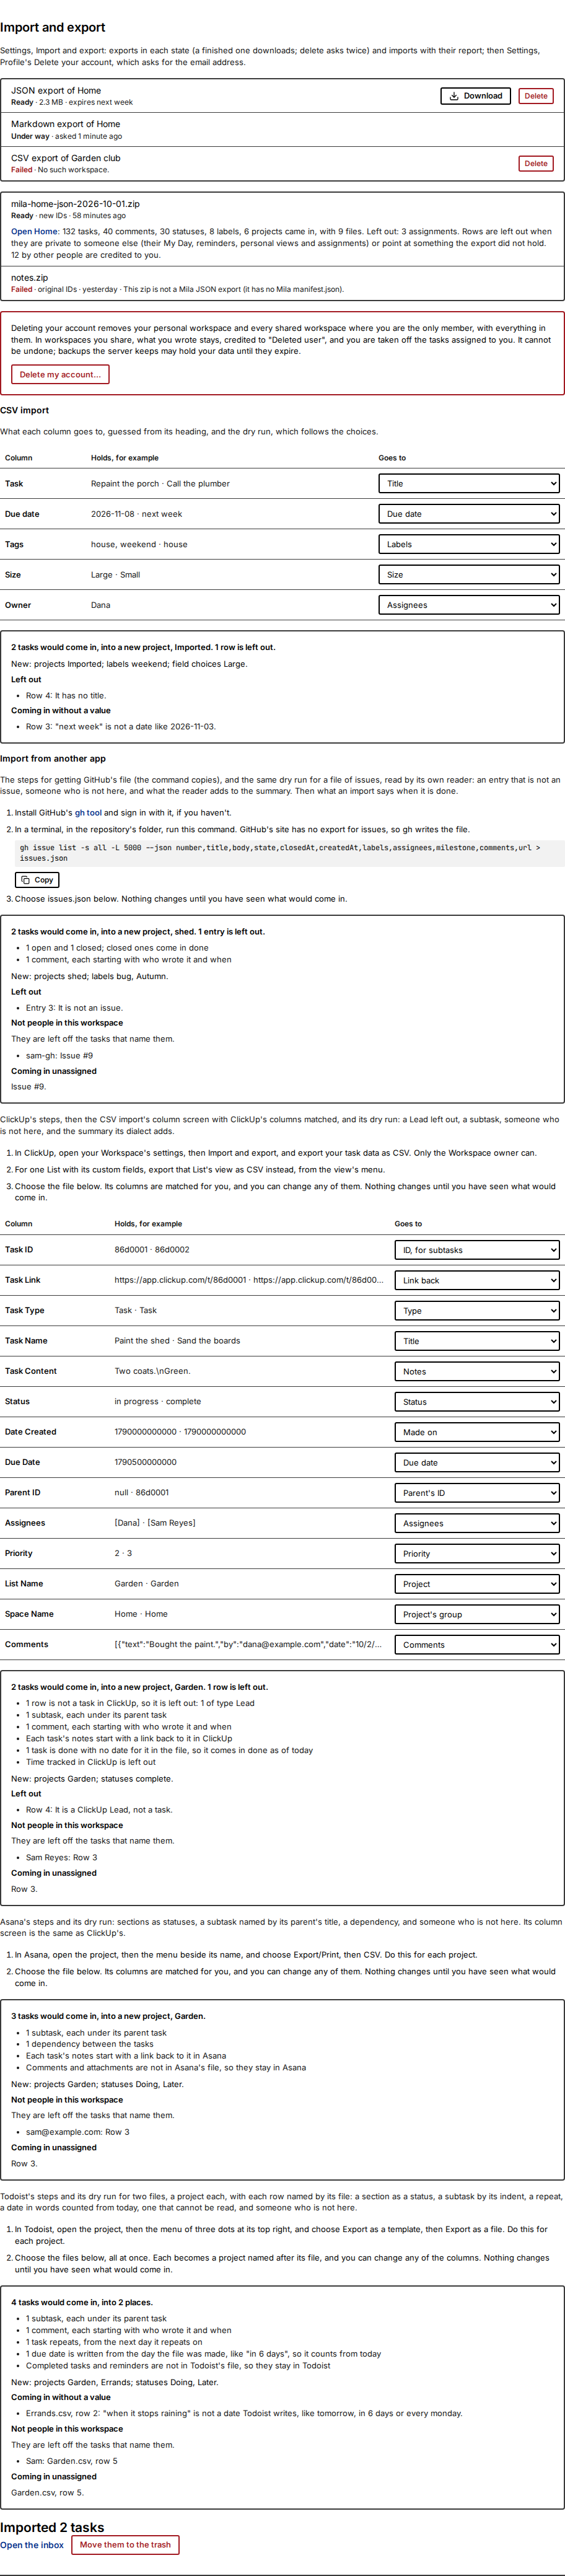 Import and export
Settings, Import and export: exports in each state (a finished one downloads; delete asks twice) and imports with their report; then Settings,
Profile's Delete your account, which asks for the email address.
JSON export of Home
Ready · 2.3 MB · expires next week
Download
Delete
Markdown export of Home
Under way · asked 1 minute ago
CSV export of Garden club
Failed · No such workspace.
Delete
mila-home-json-2026-10-01.zip
Ready · new IDs · 58 minutes ago
Open Home: 132 tasks, 40 comments, 30 statuses, 8 labels, 6 projects came in, with 9 files. Left out: 3 assignments. Rows are left out when
they are private to someone else (their My Day, reminders, personal views and assignments) or point at something the export did not hold.
12 by other people are credited to you.
notes.zip
Failed · original IDs · yesterday · This zip is not a Mila JSON export (it has no Mila manifest.json).
Deleting your account removes your personal workspace and every shared workspace where you are the only member, with everything in
them. In workspaces you share, what you wrote stays, credited to "Deleted user", and you are taken off the tasks assigned to you. It cannot
be undone; backups the server keeps may hold your data until they expire.
Delete my account...
CSV import
What each column goes to, guessed from its heading, and the dry run, which follows the choices.
Column Holds, for example Goes to
Task Repaint the porch · Call the plumber Title
Due date 2026-11-08 · next week Due date
Tags house, weekend · house Labels
Size Large · Small Size
Owner Dana Assignees
2 tasks would come in, into a new project, Imported. 1 row is left out.
New: projects Imported; labels weekend; field choices Large.
Left out
• Row 4: It has no title.
Coming in without a value
• Row 3: "next week" is not a date like 2026-11-03.
Import from another app
The steps for getting GitHub's file (the command copies), and the same dry run for a file of issues, read by its own reader: an entry that is not an
issue, someone who is not here, and what the reader adds to the summary. Then what an import says when it is done.
1. Install GitHub's gh tool and sign in with it, if you haven't.
2. In a terminal, in the repository's folder, run this command. GitHub's site has no export for issues, so gh writes the file.
gh issue list -s all -L 5000 --json number,title,body,state,closedAt,createdAt,labels,assignees,milestone,comments,url >
issues.json
Copy
3. Choose issues.json below. Nothing changes until you have seen what would come in.
2 tasks would come in, into a new project, shed. 1 entry is left out.
• 1 open and 1 closed; closed ones come in done
• 1 comment, each starting with who wrote it and when
New: projects shed; labels bug, Autumn.
Left out
• Entry 3: It is not an issue.
Not people in this workspace
They are left off the tasks that name them.
• sam-gh: Issue #9
Coming in unassigned
Issue #9.
ClickUp's steps, then the CSV import's column screen with ClickUp's columns matched, and its dry run: a Lead left out, a subtask, someone who
is not here, and the summary its dialect adds.
1. In ClickUp, open your Workspace's settings, then Import and export, and export your task data as CSV. Only the Workspace owner can.
2. For one List with its custom fields, export that List's view as CSV instead, from the view's menu.
3. Choose the file below. Its columns are matched for you, and you can change any of them. Nothing changes until you have seen what would
come in.
Column Holds, for example Goes to
Task ID 86d0001 · 86d0002 ID, for subtasks
Task Link https://app.clickup.com/t/86d0001 · https://app.clickup.com/t/86d00... Link back
Task Type Task · Task Type
Task Name Paint the shed · Sand the boards Title
Task Content Two coats.\nGreen. Notes
Status in progress · complete Status
Date Created 1790000000000 · 1790000000000 Made on
Due Date 1790500000000 Due date
Parent ID null · 86d0001 Parent's ID
Assignees [Dana] · [Sam Reyes] Assignees
Priority 2 · 3 Priority
List Name Garden · Garden Project
Space Name Home · Home Project's group
Comments [{"text":"Bought the paint.","by":"dana@example.com","date":"10/2/... Comments
2 tasks would come in, into a new project, Garden. 1 row is left out.
• 1 row is not a task in ClickUp, so it is left out: 1 of type Lead
• 1 subtask, each under its parent task
• 1 comment, each starting with who wrote it and when
• Each task's notes start with a link back to it in ClickUp
• 1 task is done with no date for it in the file, so it comes in done as of today
• Time tracked in ClickUp is left out
New: projects Garden; statuses complete.
Left out
• Row 4: It is a ClickUp Lead, not a task.
Not people in this workspace
They are left off the tasks that name them.
• Sam Reyes: Row 3
Coming in unassigned
Row 3.
Asana's steps and its dry run: sections as statuses, a subtask named by its parent's title, a dependency, and someone who is not here. Its column
screen is the same as ClickUp's.
1. In Asana, open the project, then the menu beside its name, and choose Export/Print, then CSV. Do this for each project.
2. Choose the file below. Its columns are matched for you, and you can change any of them. Nothing changes until you have seen what would
come in.
3 tasks would come in, into a new project, Garden.
• 1 subtask, each under its parent task
• 1 dependency between the tasks
• Each task's notes start with a link back to it in Asana
• Comments and attachments are not in Asana's file, so they stay in Asana
New: projects Garden; statuses Doing, Later.
Not people in this workspace
They are left off the tasks that name them.
• sam@example.com: Row 3
Coming in unassigned
Row 3.
Todoist's steps and its dry run for two files, a project each, with each row named by its file: a section as a status, a subtask by its indent, a repeat,
a date in words counted from today, one that cannot be read, and someone who is not here.
1. In Todoist, open the project, then the menu of three dots at its top right, and choose Export as a template, then Export as a file. Do this for
each project.
2. Choose the files below, all at once. Each becomes a project named after its file, and you can change any of the columns. Nothing changes
until you have seen what would come in.
4 tasks would come in, into 2 places.
• 1 subtask, each under its parent task
• 1 comment, each starting with who wrote it and when
• 1 task repeats, from the next day it repeats on
• 1 due date is written from the day the file was made, like "in 6 days", so it counts from today
• Completed tasks and reminders are not in Todoist's file, so they stay in Todoist
New: projects Garden, Errands; statuses Doing, Later.
Coming in without a value
• Errands.csv, row 2: "when it stops raining" is not a date Todoist writes, like tomorrow, in 6 days or every monday.
Not people in this workspace
They are left off the tasks that name them.
• Sam: Garden.csv, row 5
Coming in unassigned
Garden.csv, row 5.
Imported 2 tasks
Open the inbox
Move them to the trash